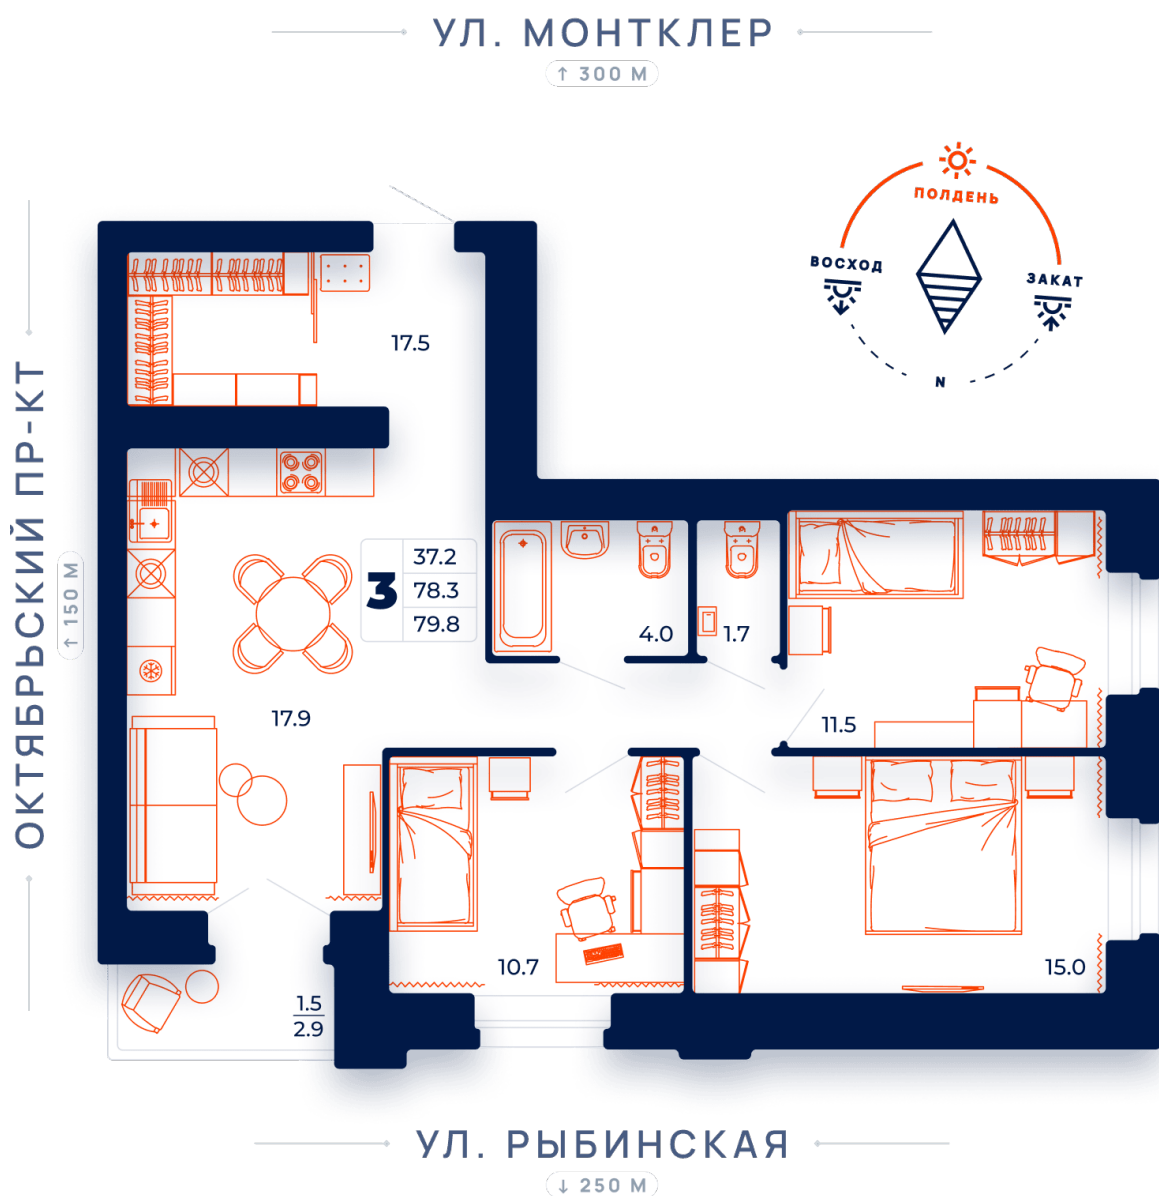 УЛ. МОНТКЛЕР
↑ 300 М
ПОЛДЕНЬ
ВОСХОД
ЗАКАТ
N
ОКТЯБРЬСКИЙ ПР-КТ
↑ 150 М
17.5
3
37.2
78.3
79.8
4.0
1.7
17.9
11.5
10.7
15.0
1.5
2.9
УЛ. РЫБИНСКАЯ
↓ 250 М